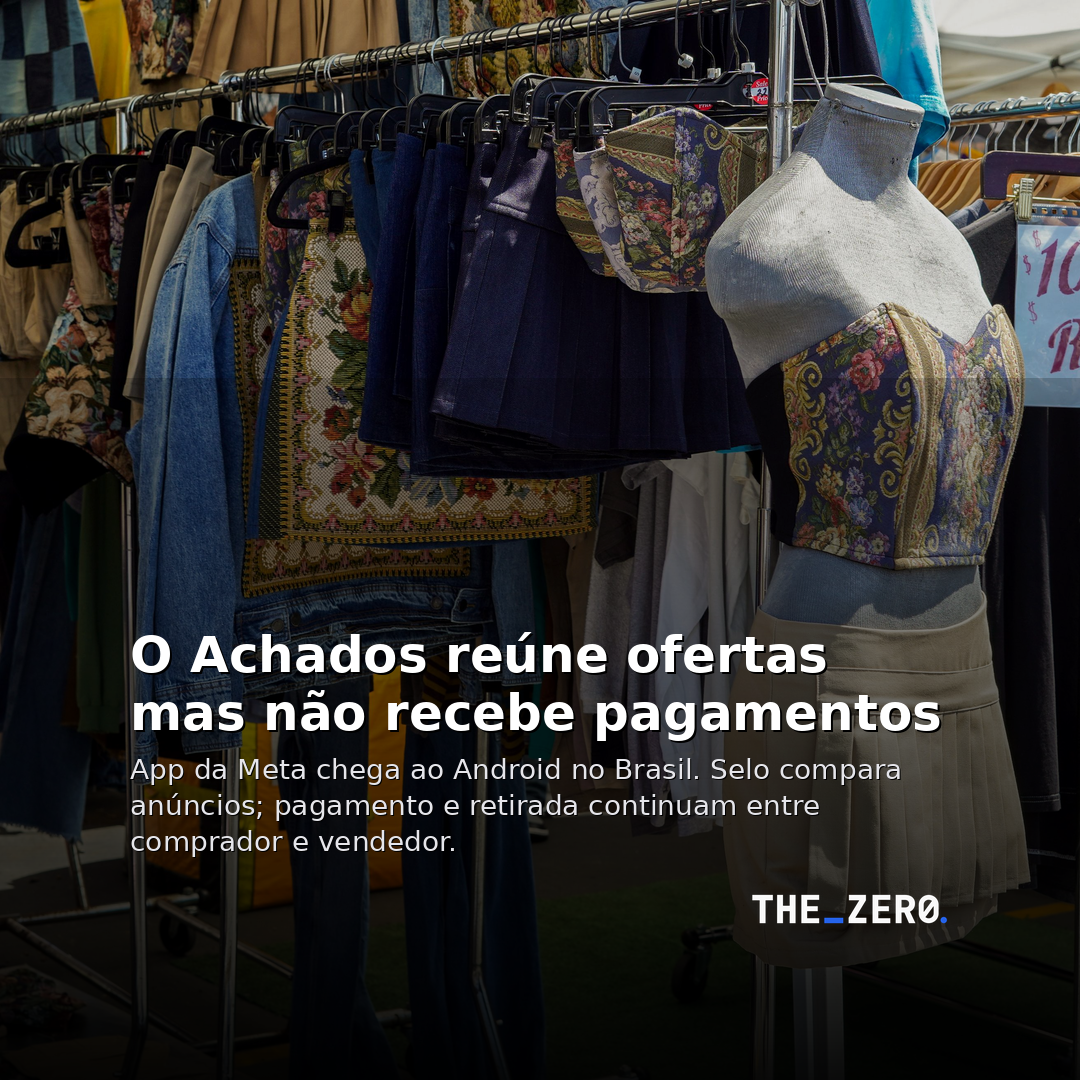 $10
O Achados reúne ofertas
mas não recebe pagamentos
App da Meta chega ao Android no Brasil. Selo compara
anúncios; pagamento e retirada continuam entre
comprador e vendedor.
THE_ZERO.